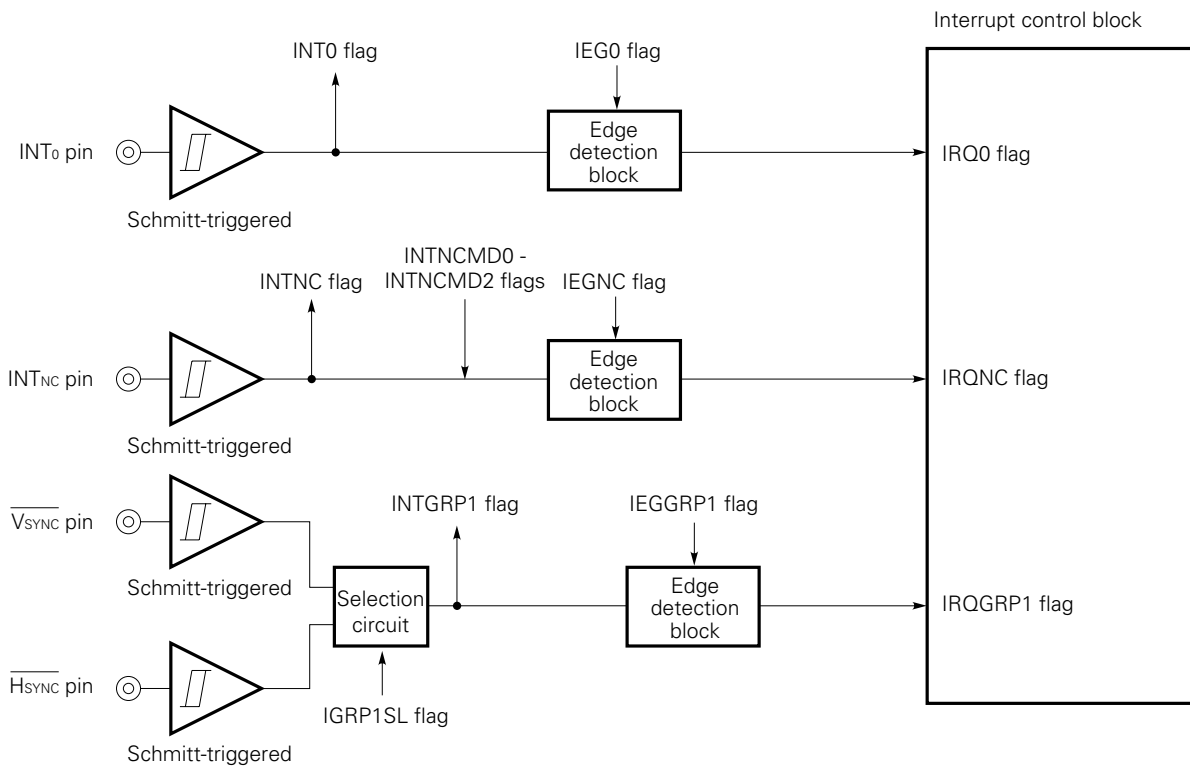 Interrupt control block
INT0 flag
IEG0 flag
INT0 pin
Edge
detection
block
IRQ0 flag
Schmitt-triggered
INTNC flag
INTNCMD0 -
INTNCMD2 flags
IEGNC flag
INTNC pin
Edge
detection
block
IRQNC flag
Schmitt-triggered
VSYNC pin
Schmitt-triggered
INTGRP1 flag
IEGGRP1 flag
Selection
circuit
Edge
detection
block
IRQGRP1 flag
HSYNC pin
IGRP1SL flag
Schmitt-triggered